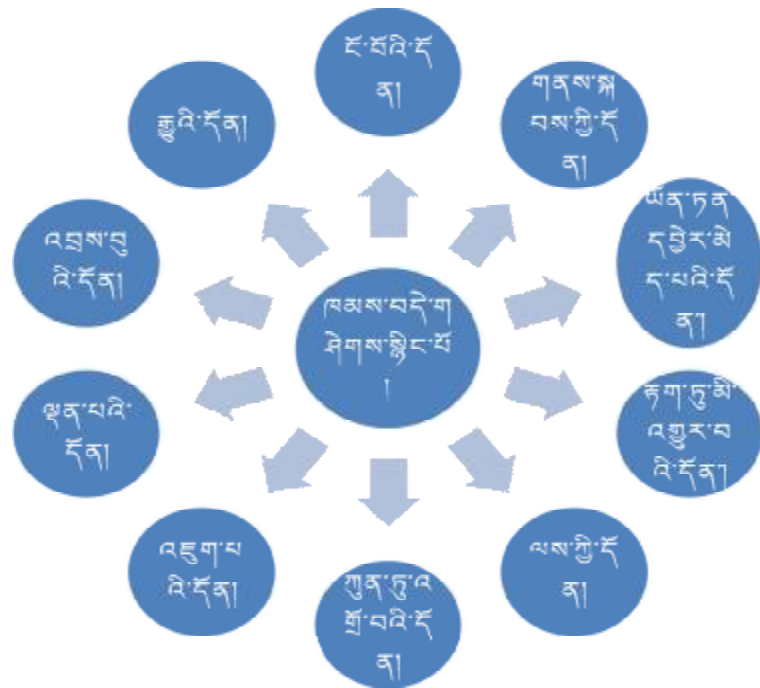 ངོ་བོའི་དོ
ན།
གནས་སྐ
བས་ཀྱི་དོ
ན།
ཡོན་ཏན་
དབྱེར་མེ
ད་པའི་དོ
ན།
རྟག་ཏུ་མི་
འགྱུར་བ
འི་དོན།
ལས་ཀྱི་དོ
ན།
ཀུན་ཏུ་འ
གྲོ་བའི་དོ
ན།
འཇུག་པ
འི་དོན།
ལྡན་པའི་
དོན།
འབྲས་བུ
འི་དོན།
རྒྱུའི་དོན།
ཁམས་བདེ་ག
ཤེགས་སྙིང་པོ
།